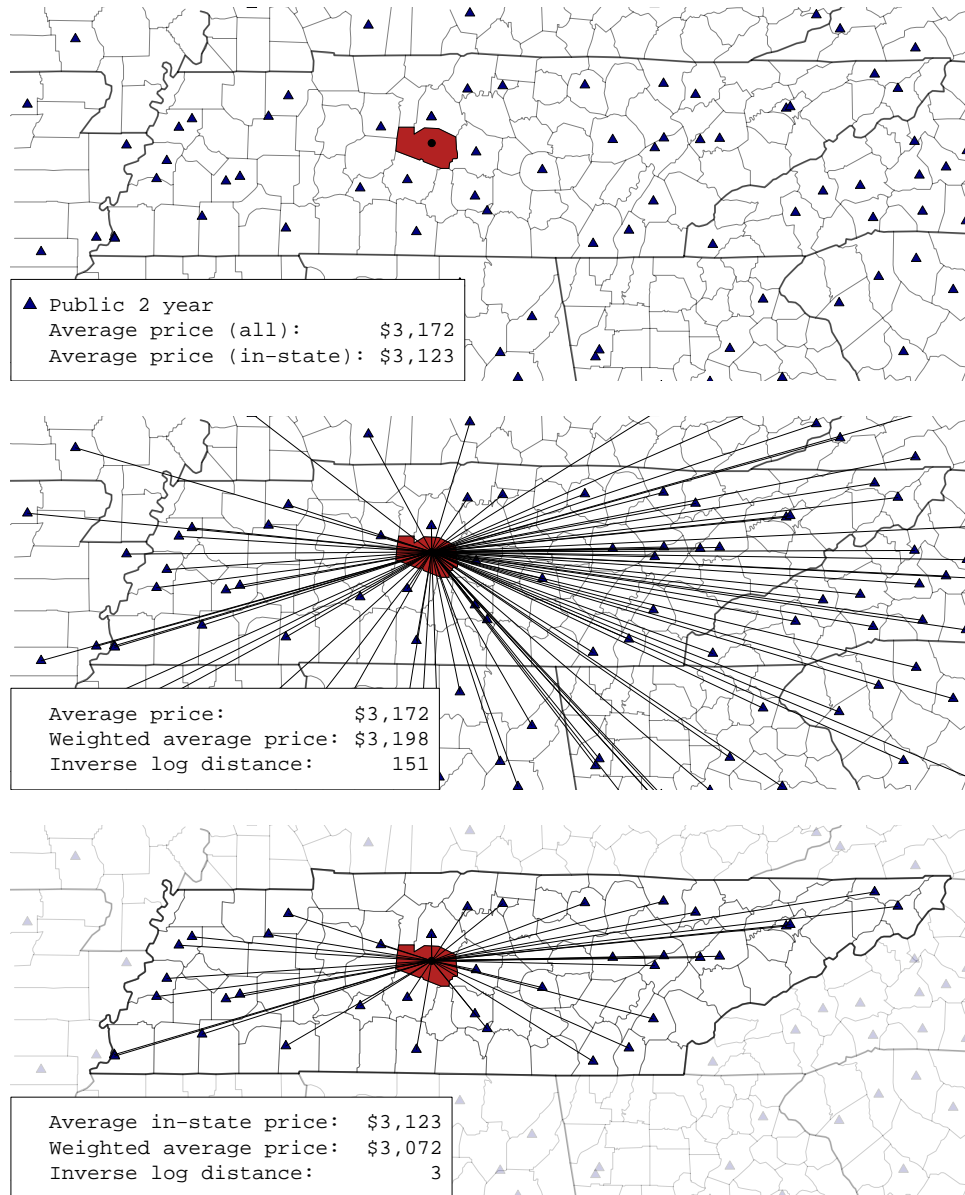 Public 2 year
Average price (all): $3,172
Average price (in-state): $3,123
Average price: $3,172
Weighted average price: $3,198
Inverse log distance: 151
Average in-state price: $3,123
Weighted average price: $3,072
Inverse log distance: 3